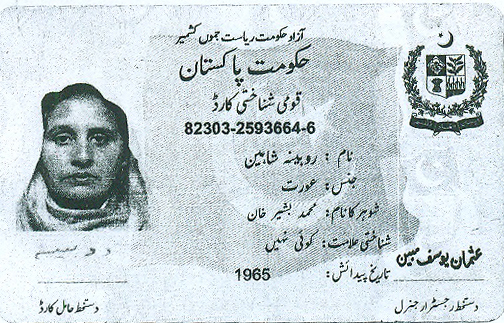 آزاد حکومت ریاست جموں کشمیر
حکومت پاکستان
قومی شناختی کارڈ
82303-2593664-6
نام : روبینہ شاہین
جنس : عورت
شوہر کا نام : محمد بشیر خان
شناختی علامت : کوئی نہیں
تاریخ پیدائش : 1965
عثمان یوسف مبین
دستخط حامل کارڈ
دستخط رجسٹرار جنرل